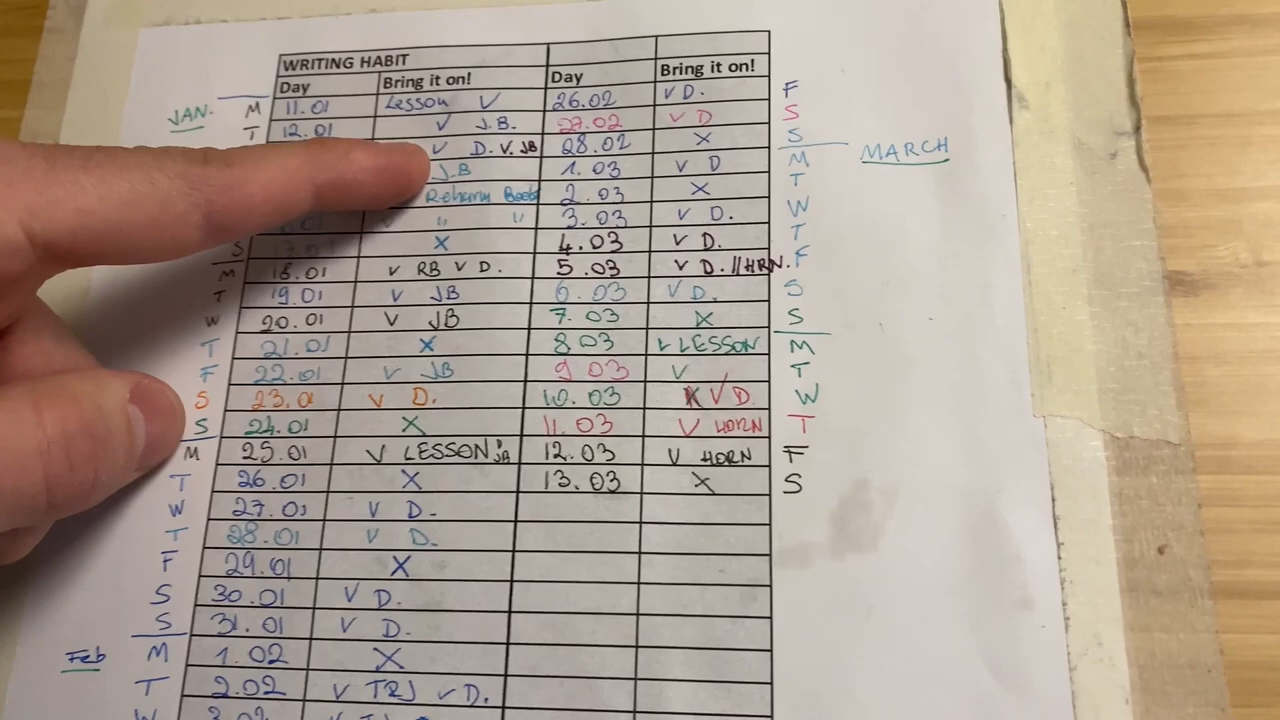 WRITING HABIT
Day Bring it on! Day Bring it on!
JAN. M 11.01 Lesson V 26.02 V D. F
T 12.01 V J.B. 27.02 V D S
V D. V. JB 28.02 X S
J.B 1.03 V D M MARCH
Reharm Book 2.03 X T
" " 3.03 V D. W
S X 4.03 V D. T
M 18.01 V RB V D. 5.03 V D. //HRN. F
T 19.01 V JB 6.03 V D. S
W 20.01 V JB 7.03 X S
T 21.01 X 8.03 V LESSON M
F 22.01 V JB 9.03 V T
S 23.01 V D. 10.03 X V D. W
S 24.01 X 11.03 V HORN T
M 25.01 V LESSON JB 12.03 V HORN F
T 26.01 X 13.03 X S
W 27.01 V D.
T 28.01 V D.
F 29.01 X
S 30.01 V D.
S 31.01 V D.
Feb M 1.02 X
T 2.02 V TRJ V D.
W 3.02